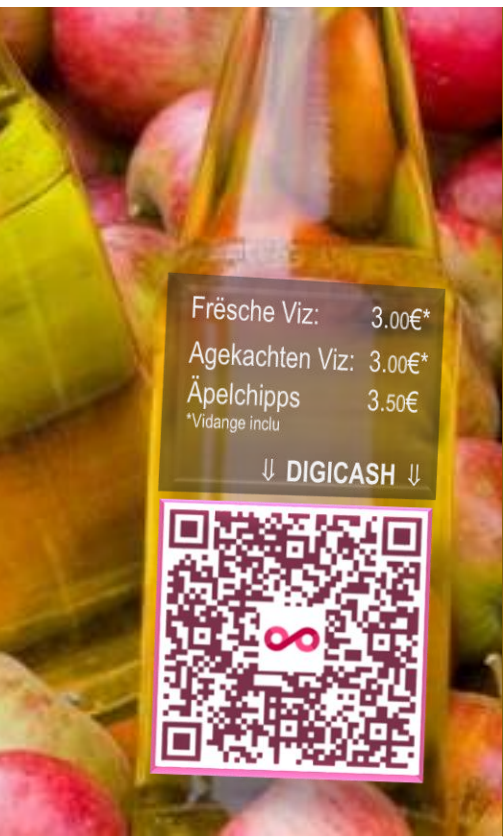 Frësche Viz: 3.00€*
Agekachten Viz: 3.00€*
Äpelchipps 3.50€
*Vidange inclu
⇓ DIGICASH ⇓